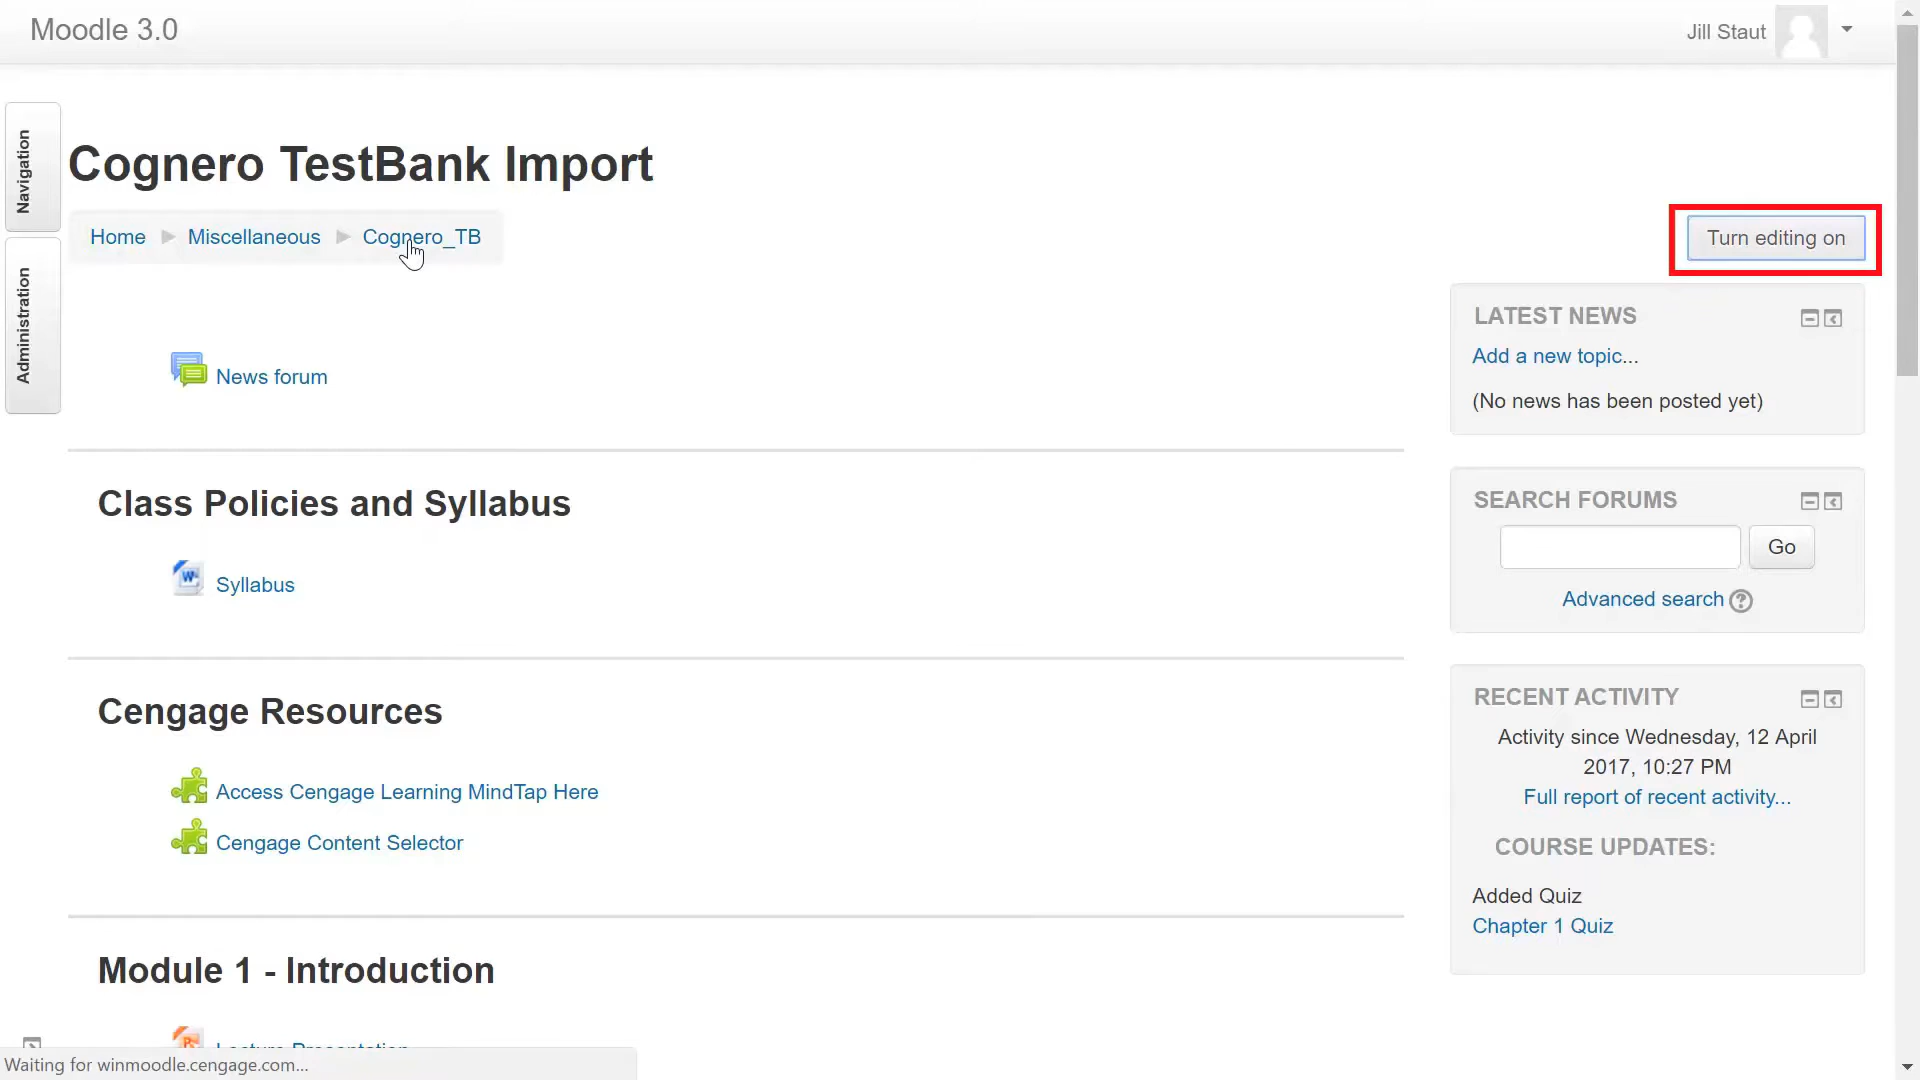 Moodle 3.0
Jill Staut
Navigation
Administration
Cognero TestBank Import
Home
Miscellaneous
Cognero_TB
Turn editing on
News forum
Class Policies and Syllabus
Syllabus
Cengage Resources
Access Cengage Learning MindTap Here
Cengage Content Selector
Module 1 - Introduction
Lecture Presentation
LATEST NEWS
Add a new topic...
(No news has been posted yet)
SEARCH FORUMS
Go
Advanced search
RECENT ACTIVITY
Activity since Wednesday, 12 April
2017, 10:27 PM
Full report of recent activity...
COURSE UPDATES:
Added Quiz
Chapter 1 Quiz
Waiting for winmoodle.cengage.com...